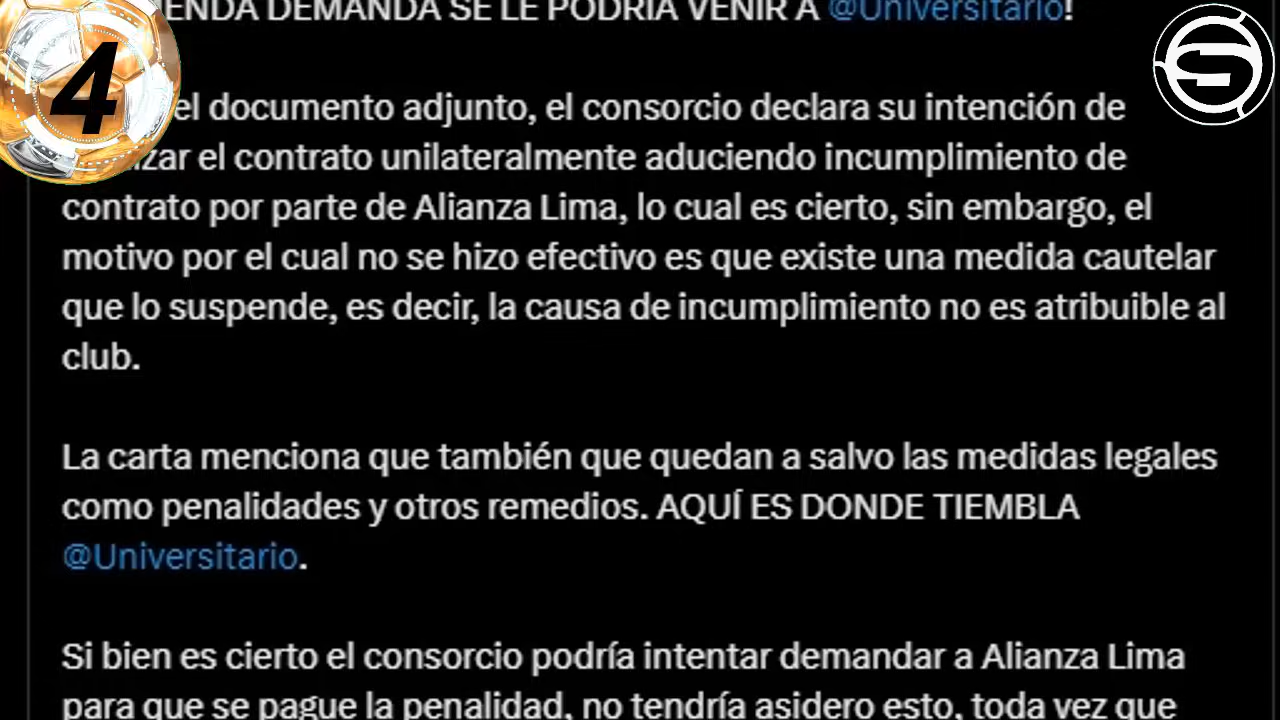 4
ENDA DEMANDA SE LE PODRÍA VENIR A @Universitario!
el documento adjunto, el consorcio declara su intención de
zar el contrato unilateralmente aduciendo incumplimiento de
contrato por parte de Alianza Lima, lo cual es cierto, sin embargo, el
motivo por el cual no se hizo efectivo es que existe una medida cautelar
que lo suspende, es decir, la causa de incumplimiento no es atribuible al
club.
La carta menciona que también que quedan a salvo las medidas legales
como penalidades y otros remedios. AQUÍ ES DONDE TIEMBLA
@Universitario.
Si bien es cierto el consorcio podría intentar demandar a Alianza Lima
para que se pague la penalidad, no tendría asidero esto, toda vez que